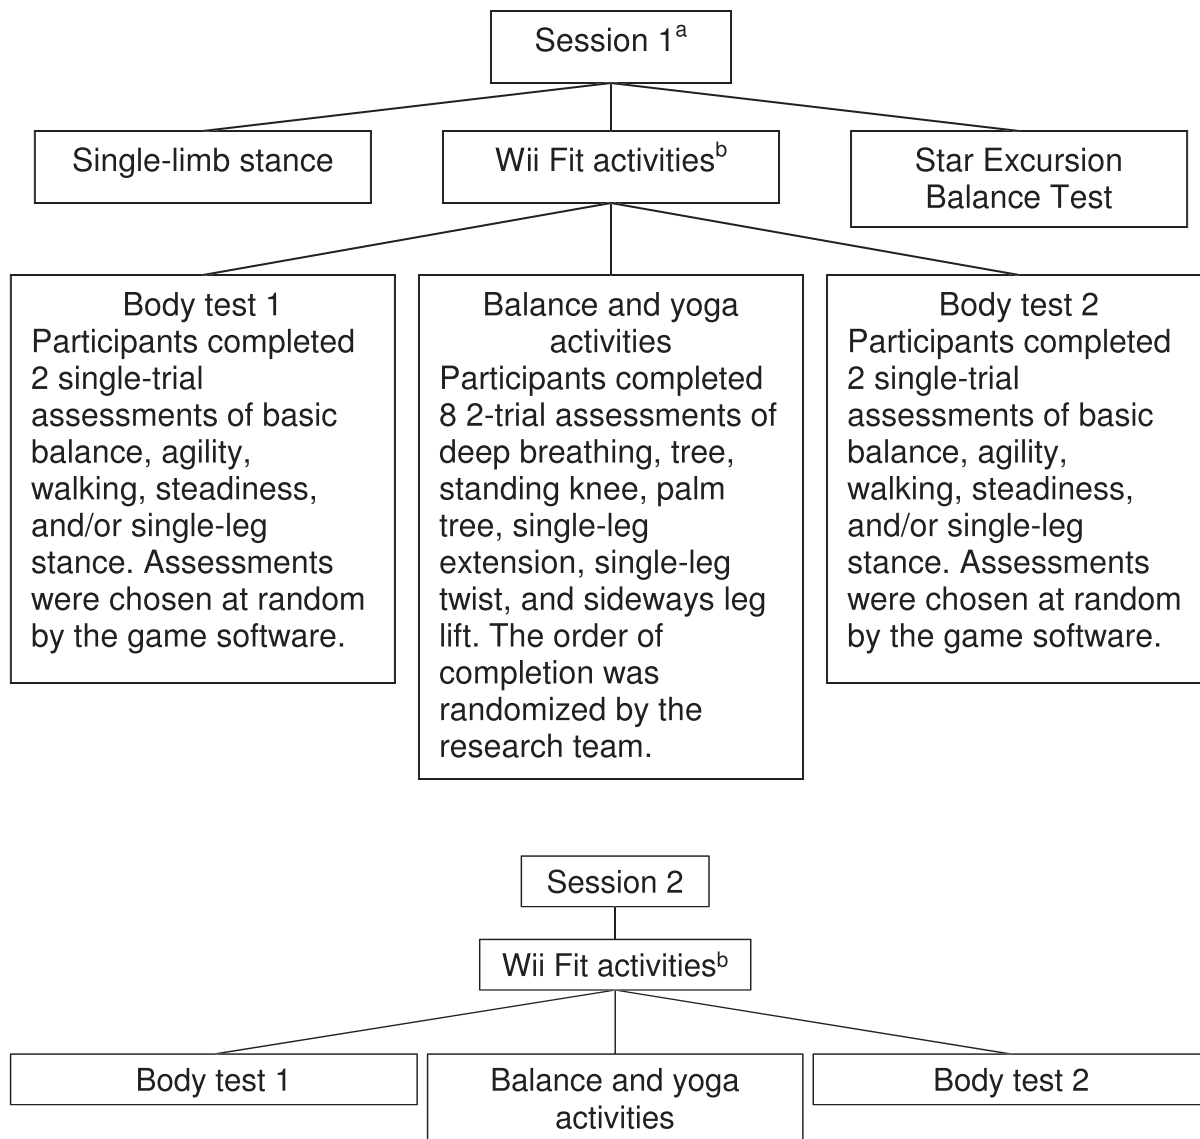 Session 1a
Single-limb stance
Wii Fit activitiesb
Star Excursion
Balance Test
Body test 1
Participants completed
2 single-trial
assessments of basic
balance, agility,
walking, steadiness,
and/or single-leg
stance. Assessments
were chosen at random
by the game software.
Balance and yoga
activities
Participants completed
8 2-trial assessments of
deep breathing, tree,
standing knee, palm
tree, single-leg
extension, single-leg
twist, and sideways leg
lift. The order of
completion was
randomized by the
research team.
Body test 2
Participants completed
2 single-trial
assessments of basic
balance, agility,
walking, steadiness,
and/or single-leg
stance. Assessments
were chosen at random
by the game software.
Session 2
Wii Fit activitiesb
Body test 1
Balance and yoga
activities
Body test 2